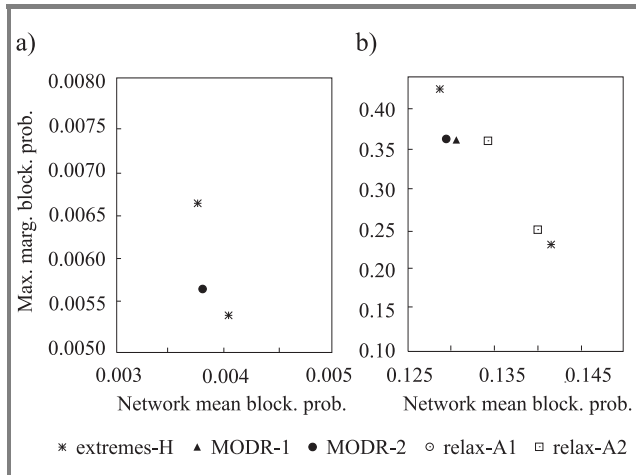 a)
0.0080
0.0075
0.0070
0.0065
0.0060
0.0055
0.0050
Max. marg. block. prob.
0.003 0.004 0.005
Network mean block. prob.
b)
0.40
0.35
0.30
0.25
0.20
0.15
0.10
0.125 0.135 0.145
Network mean block. prob.
extremes-H MODR-1 MODR-2 relax-A1 relax-A2